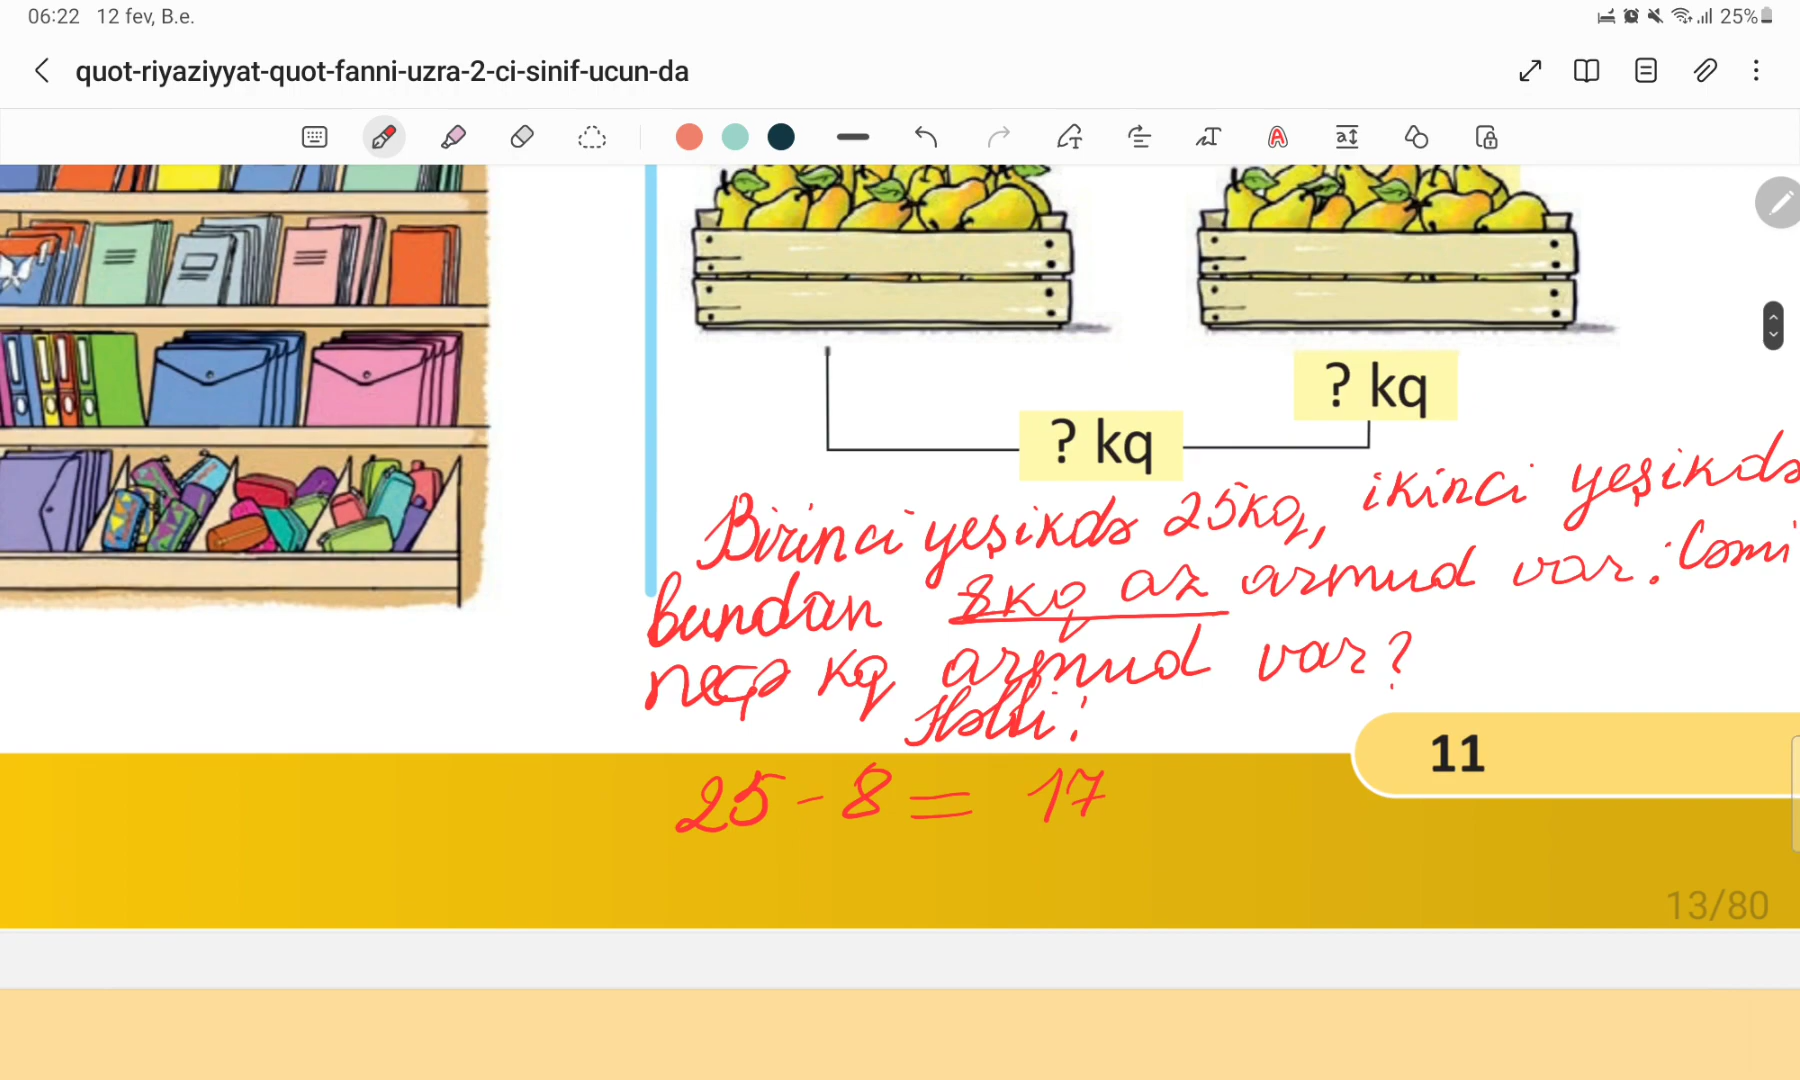 06:22 12 fev, B.e.
25%
quot-riyaziyyat-quot-fanni-uzra-2-ci-sinif-ucun-da
? kq
? kq
Birinci yeşikdə 25kq, ikinci yeşikdə
bundan 8kq az armud var. Cəmi
neçə kq armud var?
Həlli:
11
25-8= 17
13/80